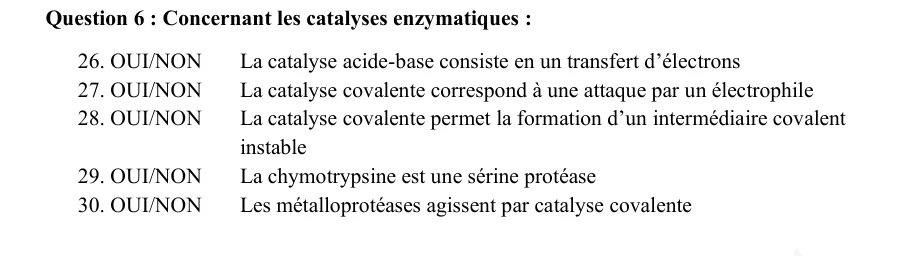 Question 6 : Concernant les catalyses enzymatiques :
26. OUI/NON La catalyse acide-base consiste en un transfert d’électrons
27. OUI/NON La catalyse covalente correspond à une attaque par un électrophile
28. OUI/NON La catalyse covalente permet la formation d’un intermédiaire covalent
instable
29. OUI/NON La chymotrypsine est une sérine protéase
30. OUI/NON Les métalloprotéases agissent par catalyse covalente